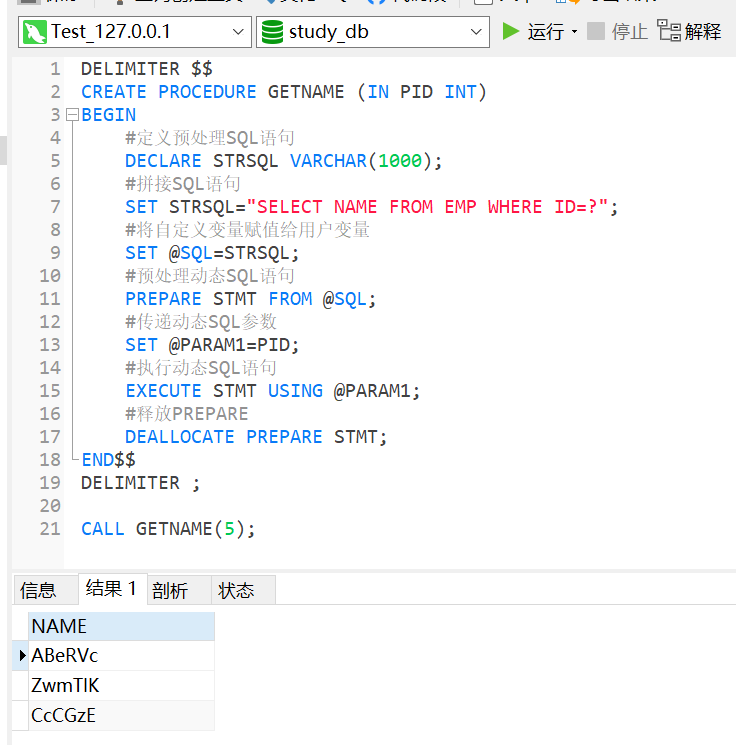 Test_127.0.0.1 study_db 运行 停止 解释
1 DELIMITER $$
2 CREATE PROCEDURE GETNAME (IN PID INT)
3 BEGIN
4 #定义预处理SQL语句
5 DECLARE STRSQL VARCHAR(1000);
6 #拼接SQL语句
7 SET STRSQL="SELECT NAME FROM EMP WHERE ID=?";
8 #将自定义变量赋值给用户变量
9 SET @SQL=STRSQL;
10 #预处理动态SQL语句
11 PREPARE STMT FROM @SQL;
12 #传递动态SQL参数
13 SET @PARAM1=PID;
14 #执行动态SQL语句
15 EXECUTE STMT USING @PARAM1;
16 #释放PREPARE
17 DEALLOCATE PREPARE STMT;
18 END$$
19 DELIMITER ;
20
21 CALL GETNAME(5);
信息 结果 1 剖析 状态
NAME
ABeRVc
ZwmTlK
CcCGzE